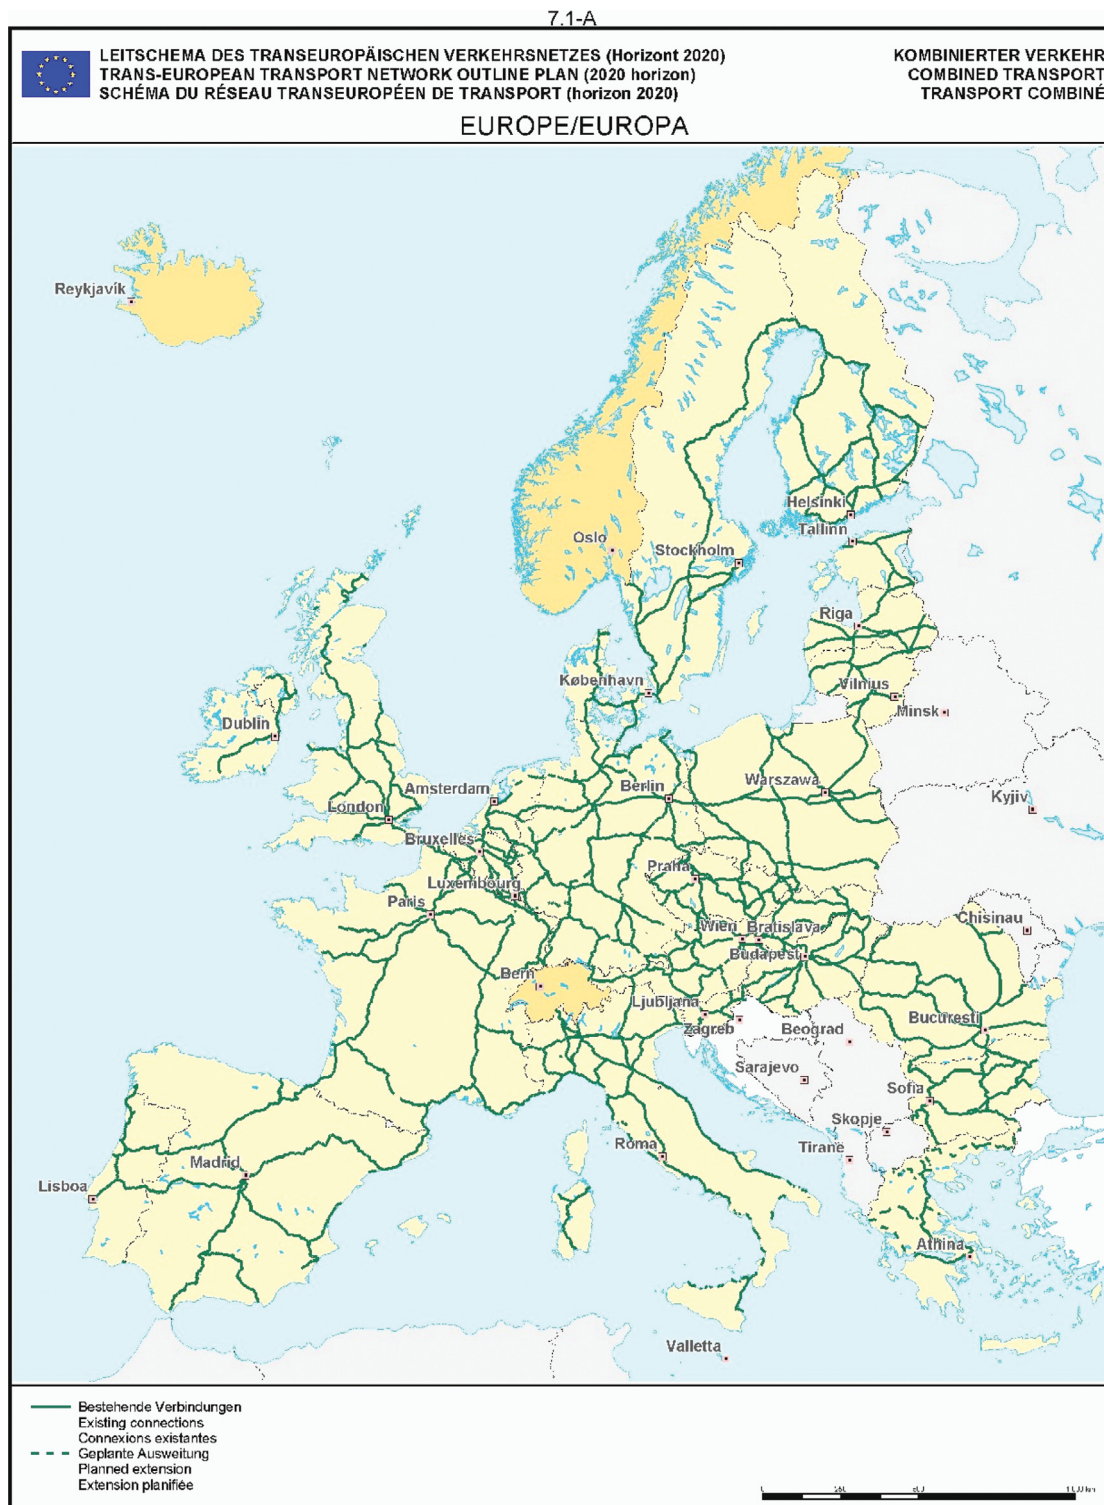 7.1-A
LEITSCHEMA DES TRANSEUROPÄISCHEN VERKEHRSNETZES (Horizont 2020)
TRANS-EUROPEAN TRANSPORT NETWORK OUTLINE PLAN (2020 horizon)
SCHÉMA DU RÉSEAU TRANSEUROPÉEN DE TRANSPORT (horizon 2020)
KOMBINIERTER VERKEHR
COMBINED TRANSPORT
TRANSPORT COMBINÉ
EUROPE/EUROPA
Reykjavík
Helsinki
Tallinn
Oslo
Stockholm
Riga
København
Vilnius
Minsk
Dublin
Amsterdam
Berlin
Warszawa
Kyjiv
London
Bruxelles
Praha
Luxembourg
Paris
Chisinau
Wien
Bratislava
Budapest
Bern
Ljubljana
Zagreb
Beograd
Bucuresti
Sarajevo
Sofia
Skopje
Roma
Tirane
Madrid
Lisboa
Athina
Valletta
Bestehende Verbindungen
Existing connections
Connexions existantes
Geplante Ausweitung
Planned extension
Extension planifiée